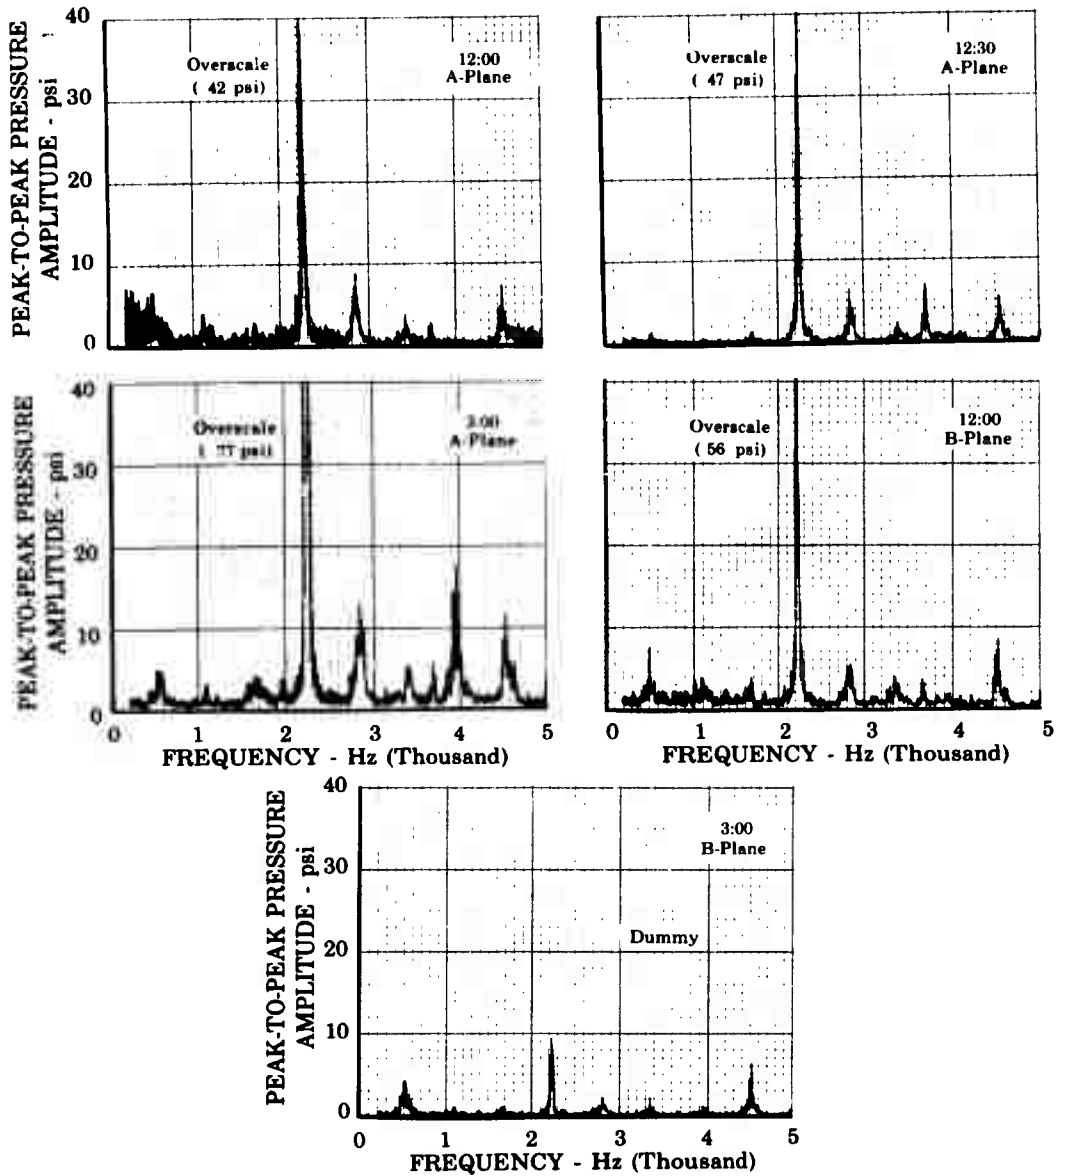 PEAK-TO-PEAK PRESSURE
AMPLITUDE - psi
40
30
20
10
0
Overscale
( 42 psi)
12:00
A-Plane
Overscale
( 47 psi)
12:30
A-Plane
PEAK-TO-PEAK PRESSURE
AMPLITUDE - psi
40
30
20
10
0
Overscale
( 77 psi)
3:00
A-Plane
0 1 2 3 4 5
FREQUENCY - Hz (Thousand)
Overscale
( 56 psi)
12:00
B-Plane
0 1 2 3 4 5
FREQUENCY - Hz (Thousand)
PEAK-TO-PEAK PRESSURE
AMPLITUDE - psi
40
30
20
10
0
3:00
B-Plane
Dummy
0 1 2 3 4 5
FREQUENCY - Hz (Thousand)